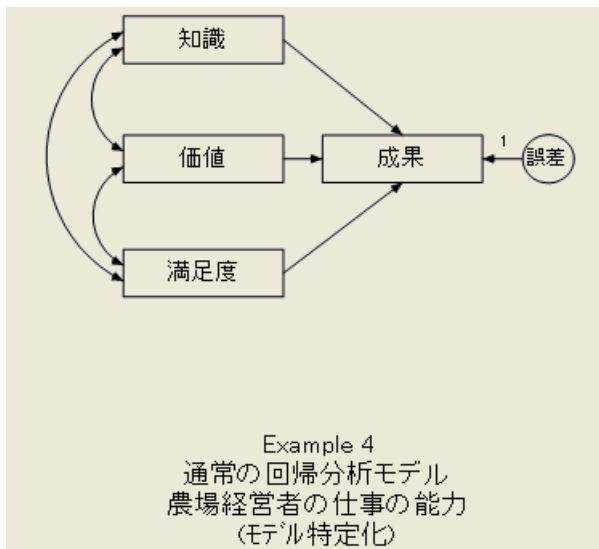 知識
価値
成果
1
誤差
満足度
Example 4
通常の回帰分析モデル
農場経営者の仕事の能力
(ﾓﾃﾞﾙ特定化)